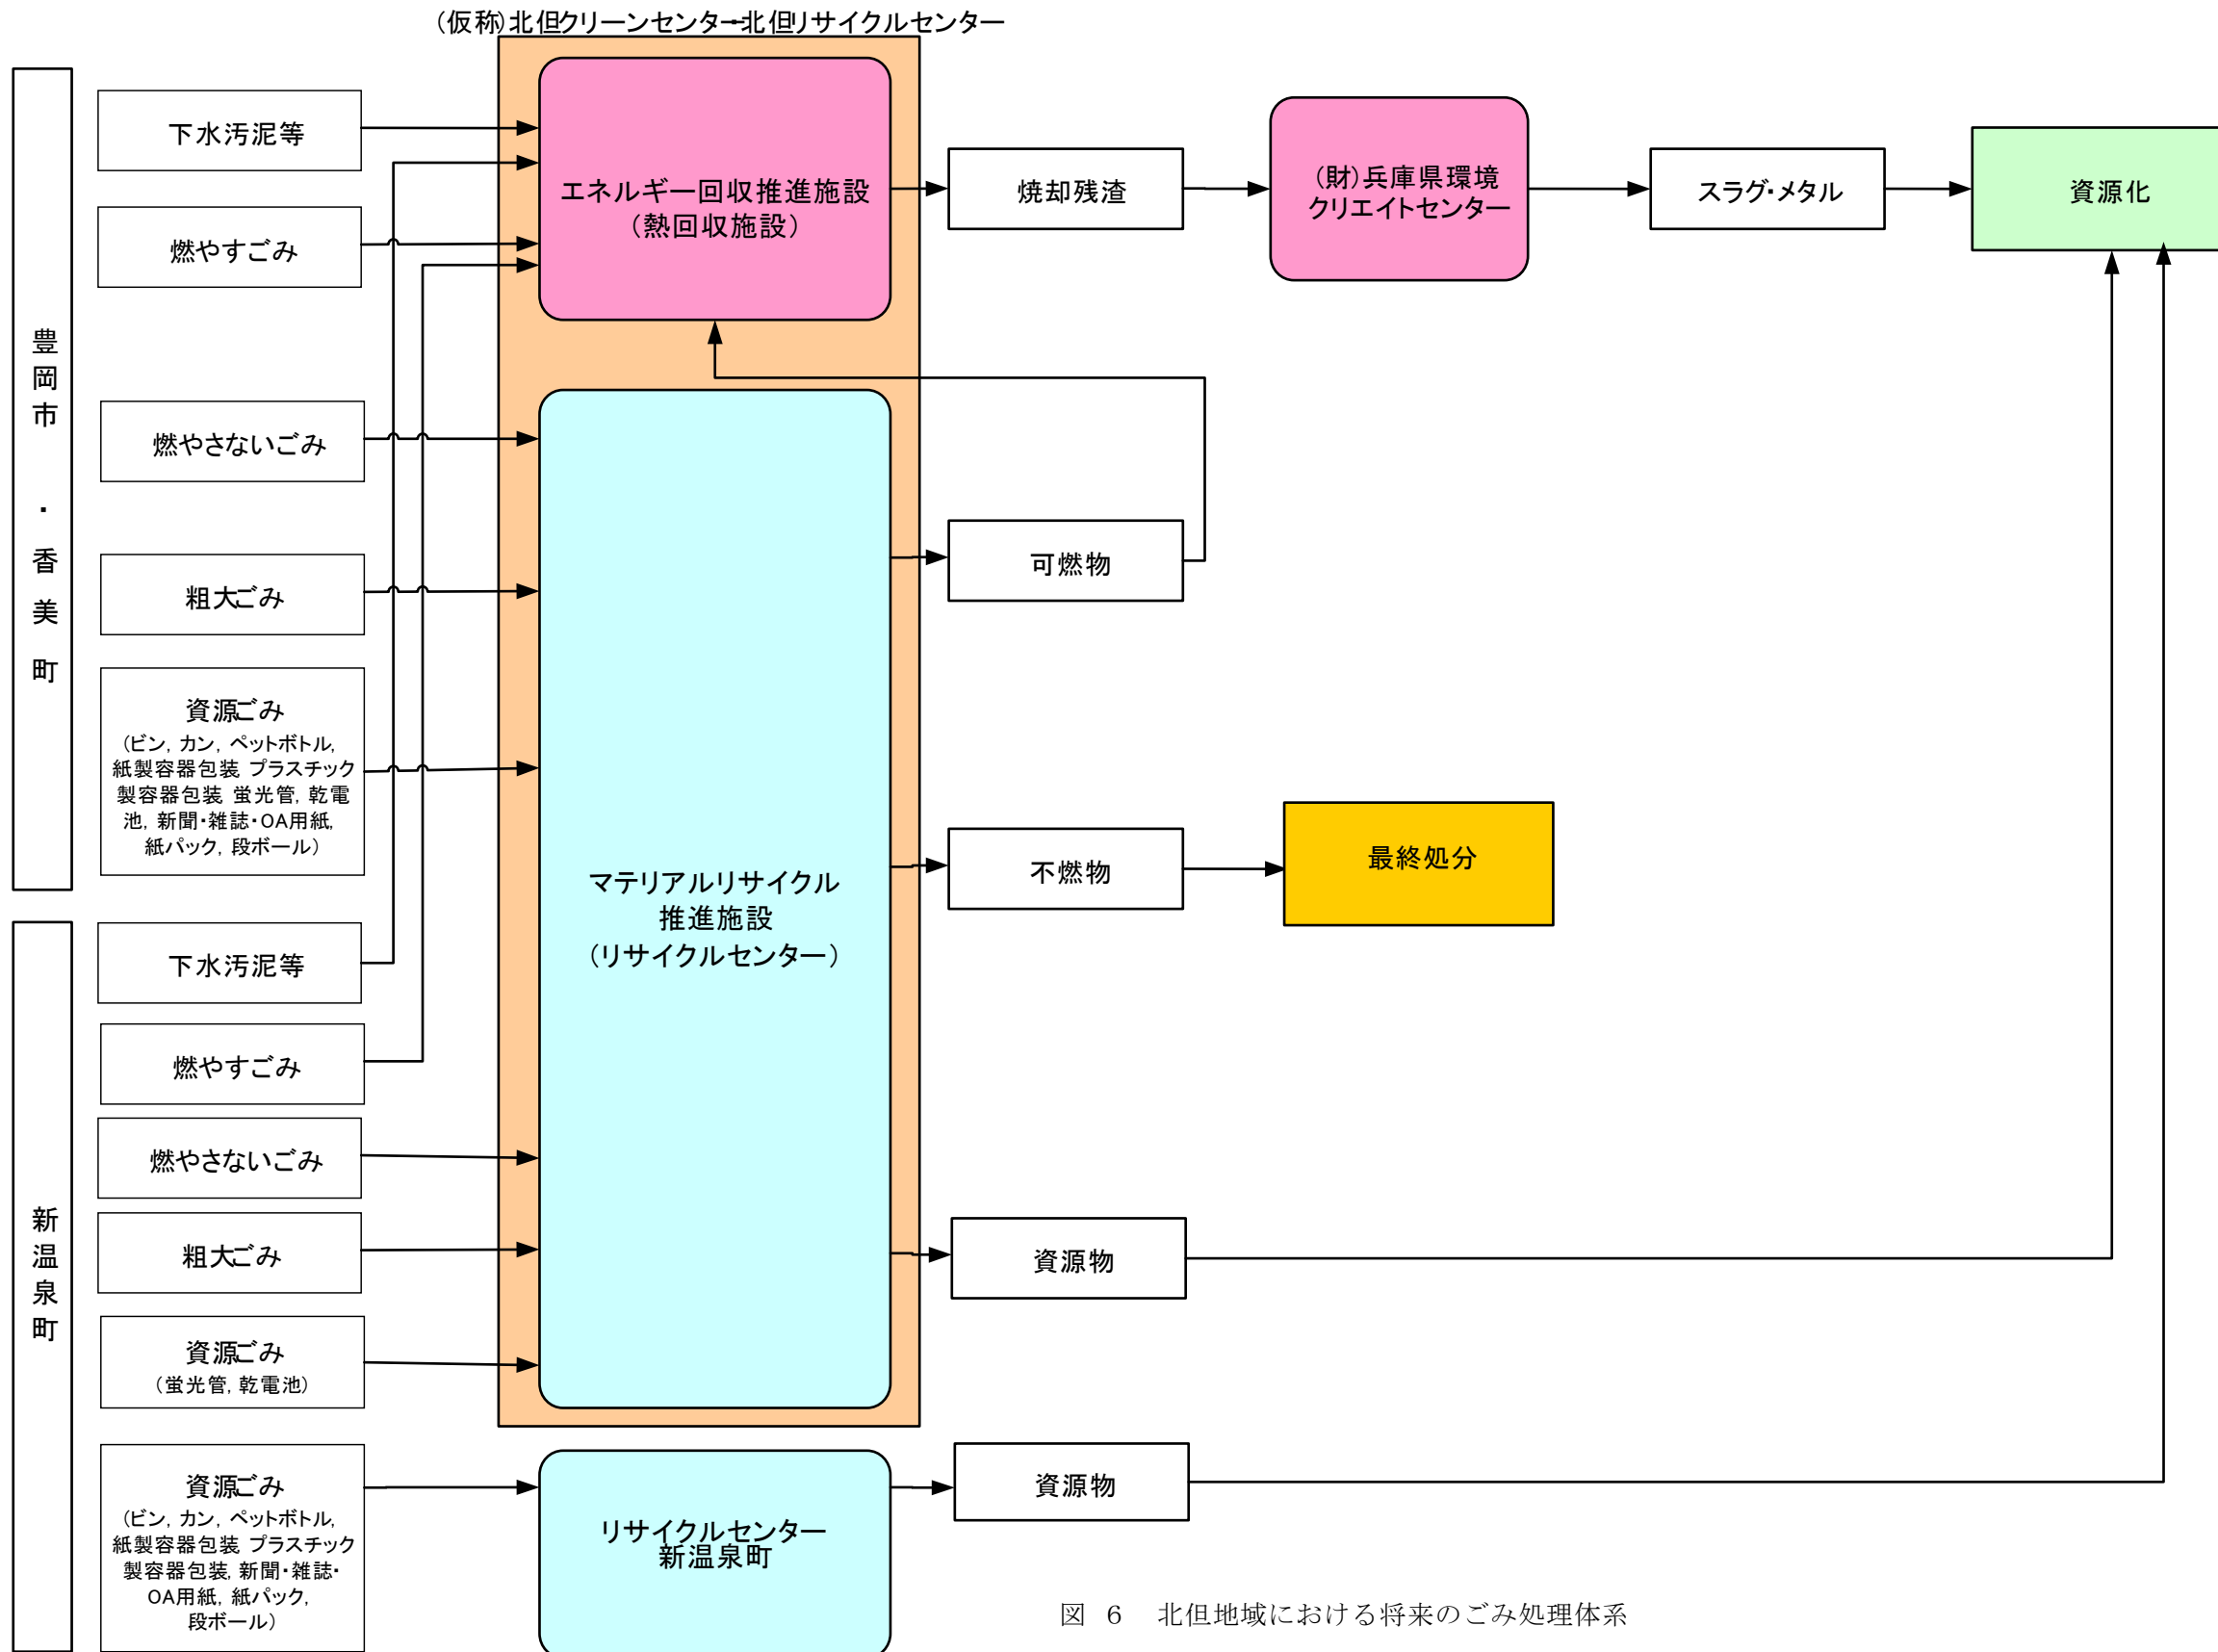 (仮称)北但クリーンセンター・北但リサイクルセンター
豊岡市・香美町
下水汚泥等
燃やすごみ
燃やさないごみ
粗大ごみ
資源ごみ
(ビン, カン, ペットボトル,
紙製容器包装, プラスチック
製容器包装, 蛍光管, 乾電
池, 新聞・雑誌・OA用紙,
紙パック, 段ボール)
新温泉町
下水汚泥等
燃やすごみ
燃やさないごみ
粗大ごみ
資源ごみ
(蛍光管, 乾電池)
資源ごみ
(ビン, カン, ペットボトル,
紙製容器包装, プラスチック
製容器包装, 新聞・雑誌・
OA用紙, 紙パック,
段ボール)
エネルギー回収推進施設
(熱回収施設)
マテリアルリサイクル
推進施設
(リサイクルセンター)
リサイクルセンター
新温泉町
焼却残渣
(財)兵庫県環境
クリエイトセンター
スラグ・メタル
資源化
可燃物
不燃物
最終処分
資源物
資源物
図 6 北但地域における将来のごみ処理体系